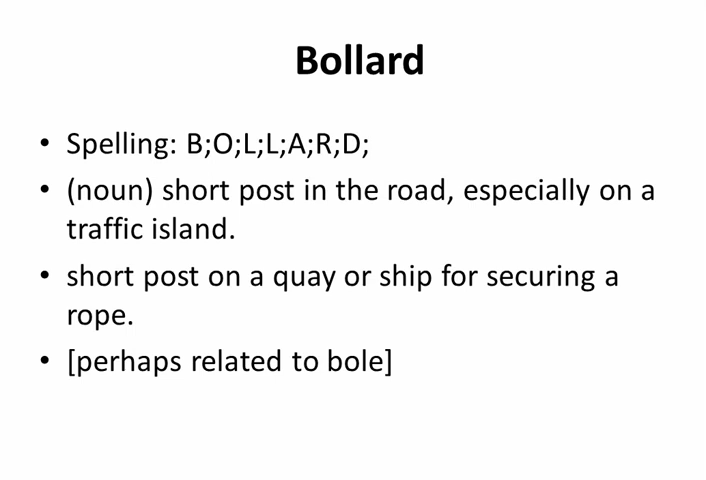 Bollard
• Spelling: B;O;L;L;A;R;D;
• (noun) short post in the road, especially on a
traffic island.
• short post on a quay or ship for securing a
rope.
• [perhaps related to bole]